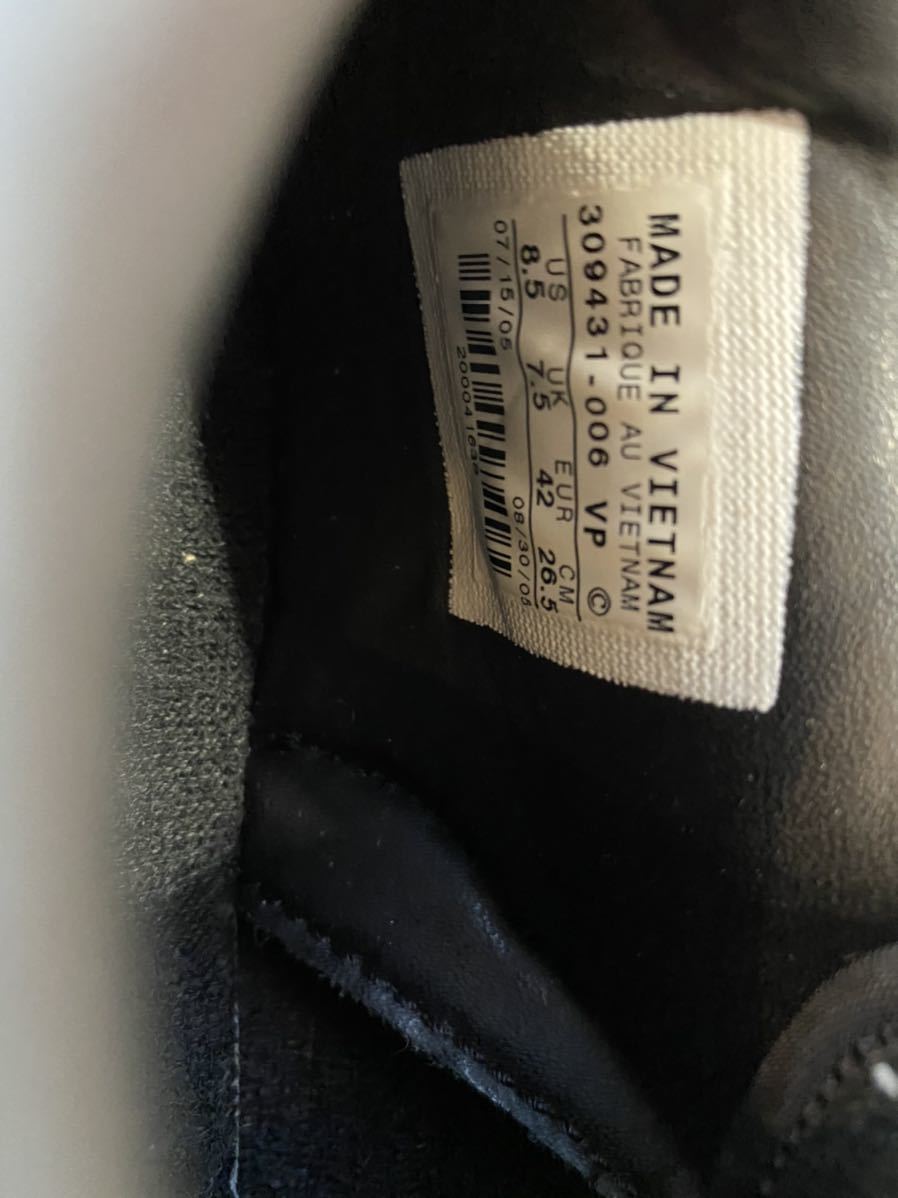 MADE IN VIETNAM
FABRIQUE AU VIETNAM
309431-006 VP ©
US UK EUR CM
8.5 7.5 42 26.5
07/15/05 08/30/05